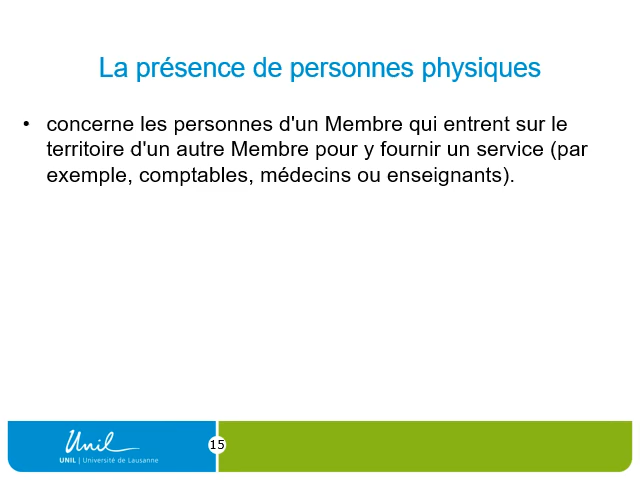 La présence de personnes physiques
• concerne les personnes d'un Membre qui entrent sur le
territoire d'un autre Membre pour y fournir un service (par
exemple, comptables, médecins ou enseignants).
Unil
UNIL | Université de Lausanne
15